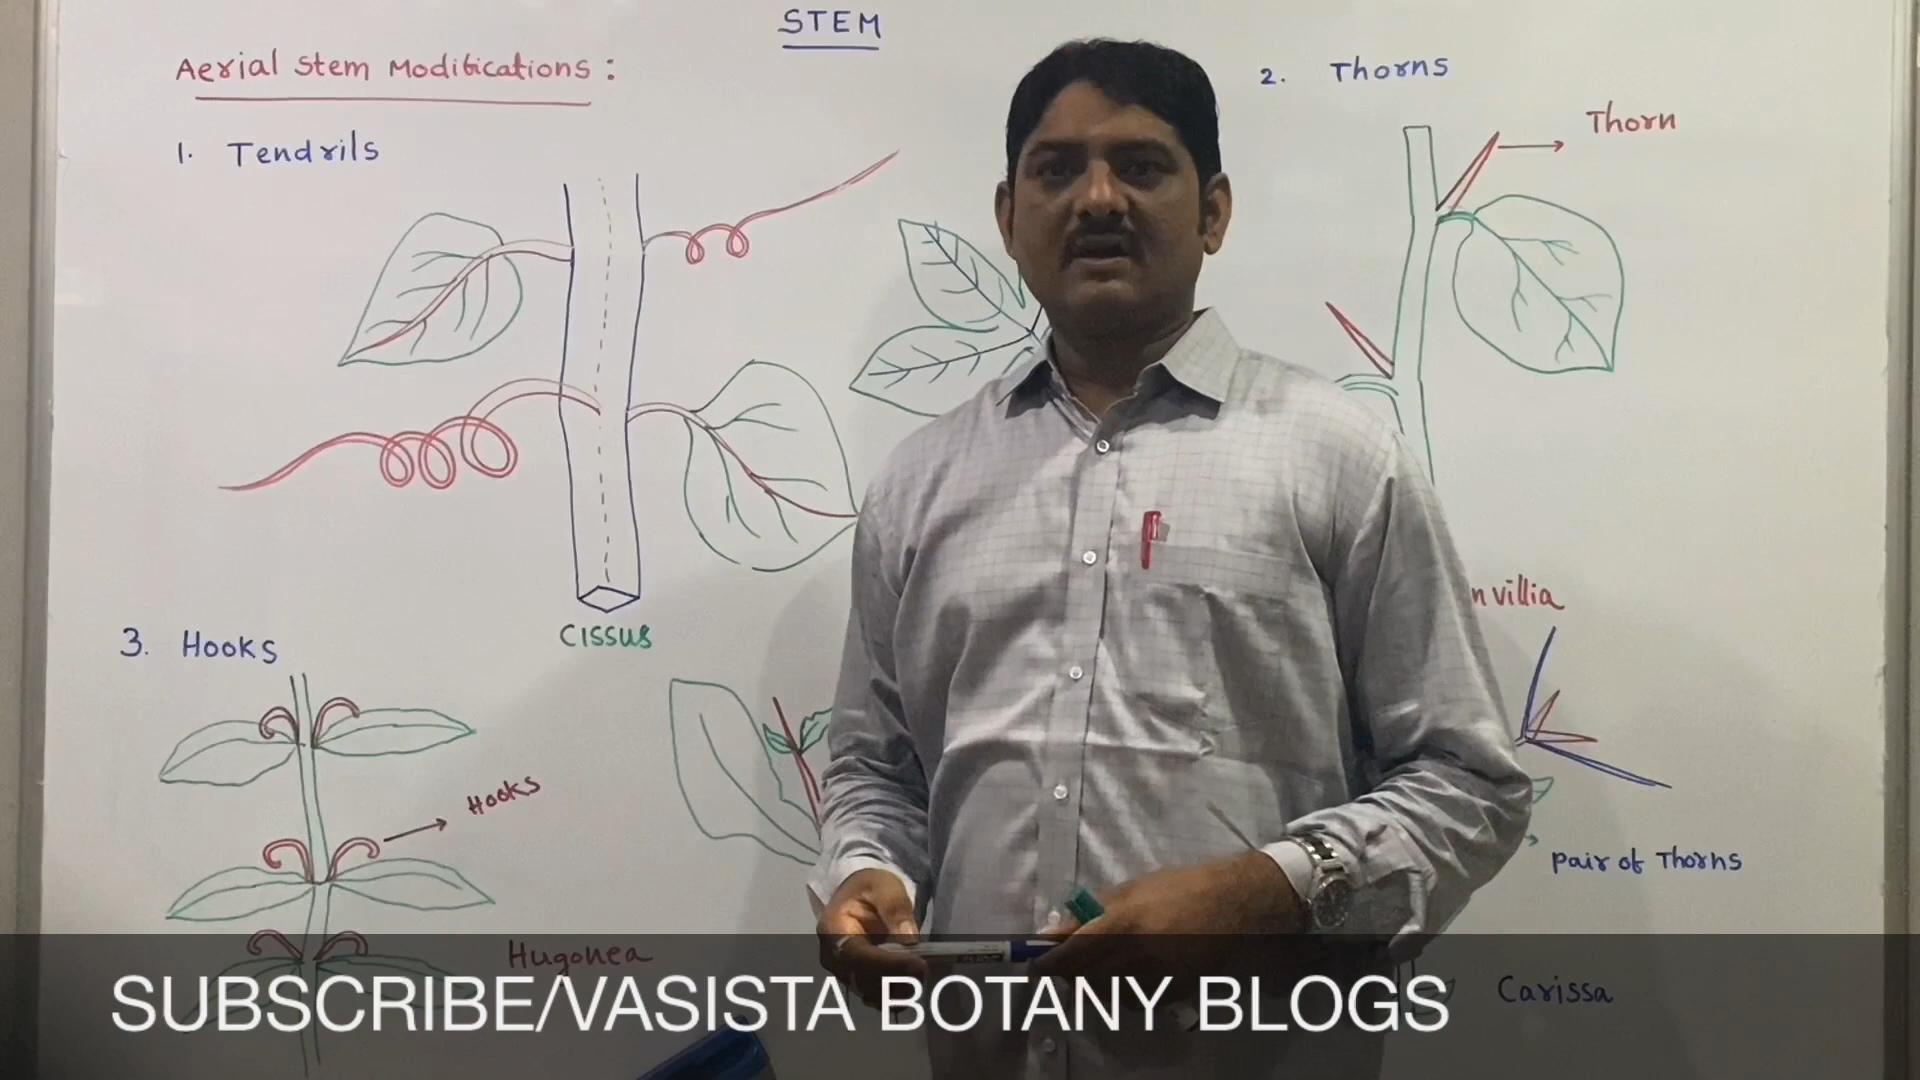 STEM
Aerial Stem Modifications :
1. Tendrils
CISSUS
2. Thorns
Thorn
nvillia
3. Hooks
Hooks
Hugonea
Pair of Thorns
Carissa
SUBSCRIBE/VASISTA BOTANY BLOGS